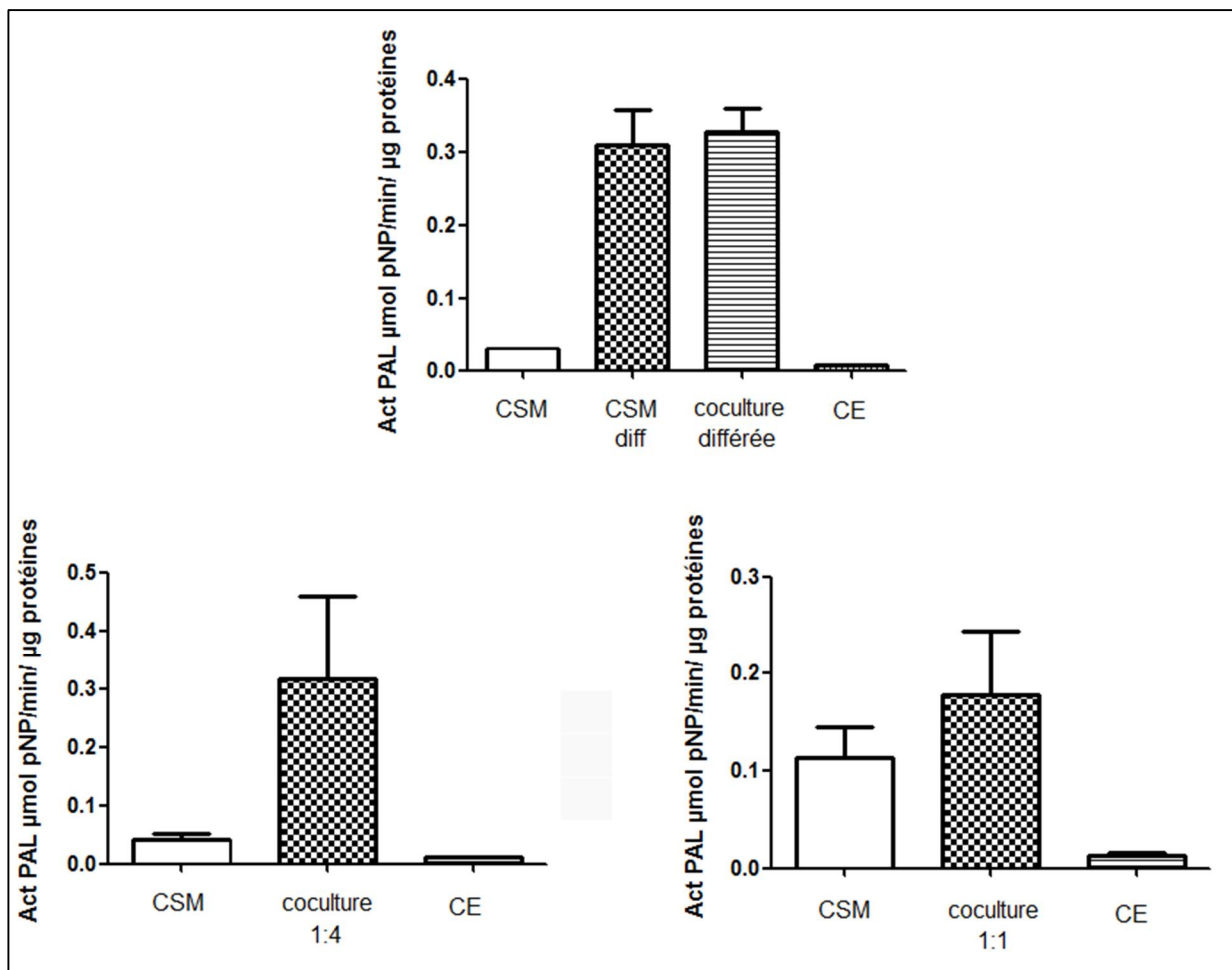 Act PAL µmol pNP/min/ µg protéines
0.4
0.3
0.2
0.1
0.0
CSM
CSM
diff
coculture
différée
CE
Act PAL µmol pNP/min/ µg protéines
0.5
0.4
0.3
0.2
0.1
0.0
CSM
coculture
1:4
CE
Act PAL µmol pNP/min/ µg protéines
0.3
0.2
0.1
0.0
CSM
coculture
1:1
CE